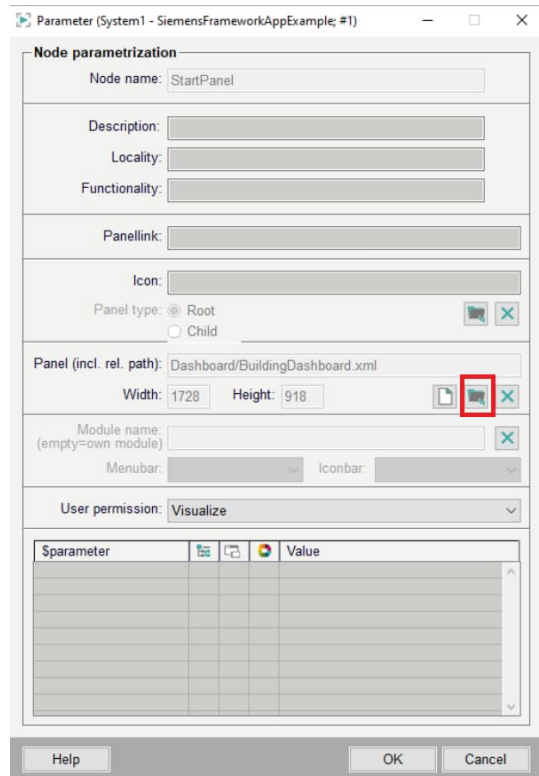 Parameter (System1 - SiemensFrameworkAppExample; #1)
Node parametrization
Node name: StartPanel
Description:
Locality:
Functionality:
Panellink:
Icon:
Panel type: Root
Child
Panel (incl. rel. path): Dashboard/BuildingDashboard.xml
Width: 1728 Height: 918
Module name:
(empty=own module)
Menubar: Iconbar:
User permission: Visualize
$parameter Value
Help OK Cancel